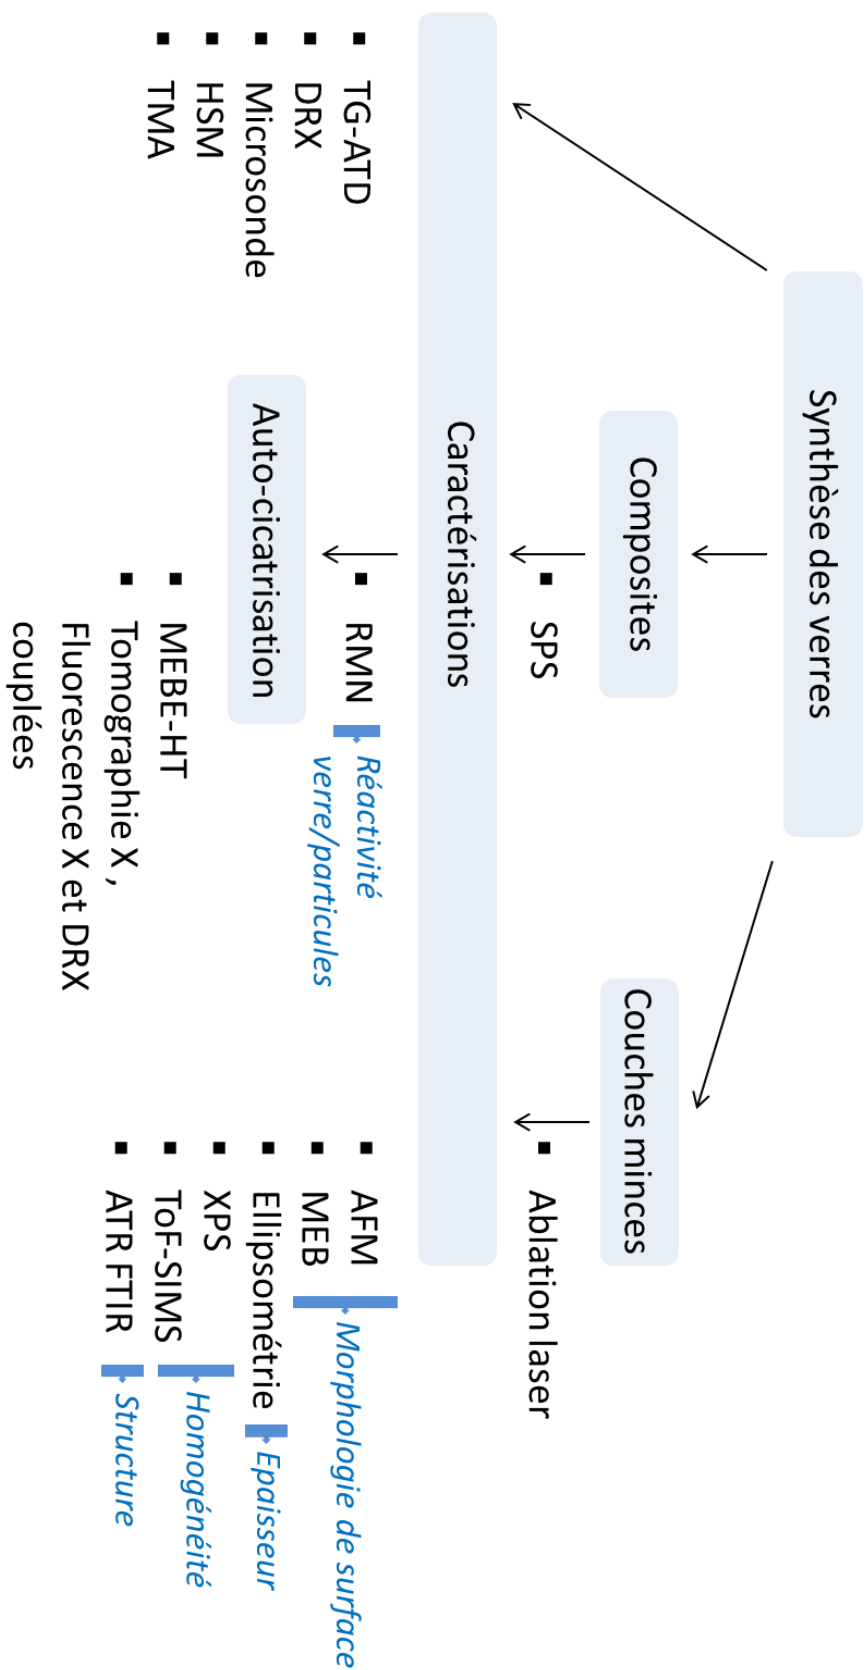 Synthèse des verres
Composites
Couches minces
▪ SPS
▪ Ablation laser
Caractérisations
▪ TG-ATD
▪ DRX
▪ Microsonde
▪ HSM
▪ TMA
▪ RMN
Réactivité
verre/particules
Auto-cicatrisation
▪ MEBE-HT
▪ Tomographie X ,
Fluorescence X et DRX
couplées
▪ AFM
▪ MEB
Morphologie de surface
▪ Ellipsométrie
Epaisseur
▪ XPS
▪ ToF-SIMS
Homogénéité
▪ ATR FTIR
Structure